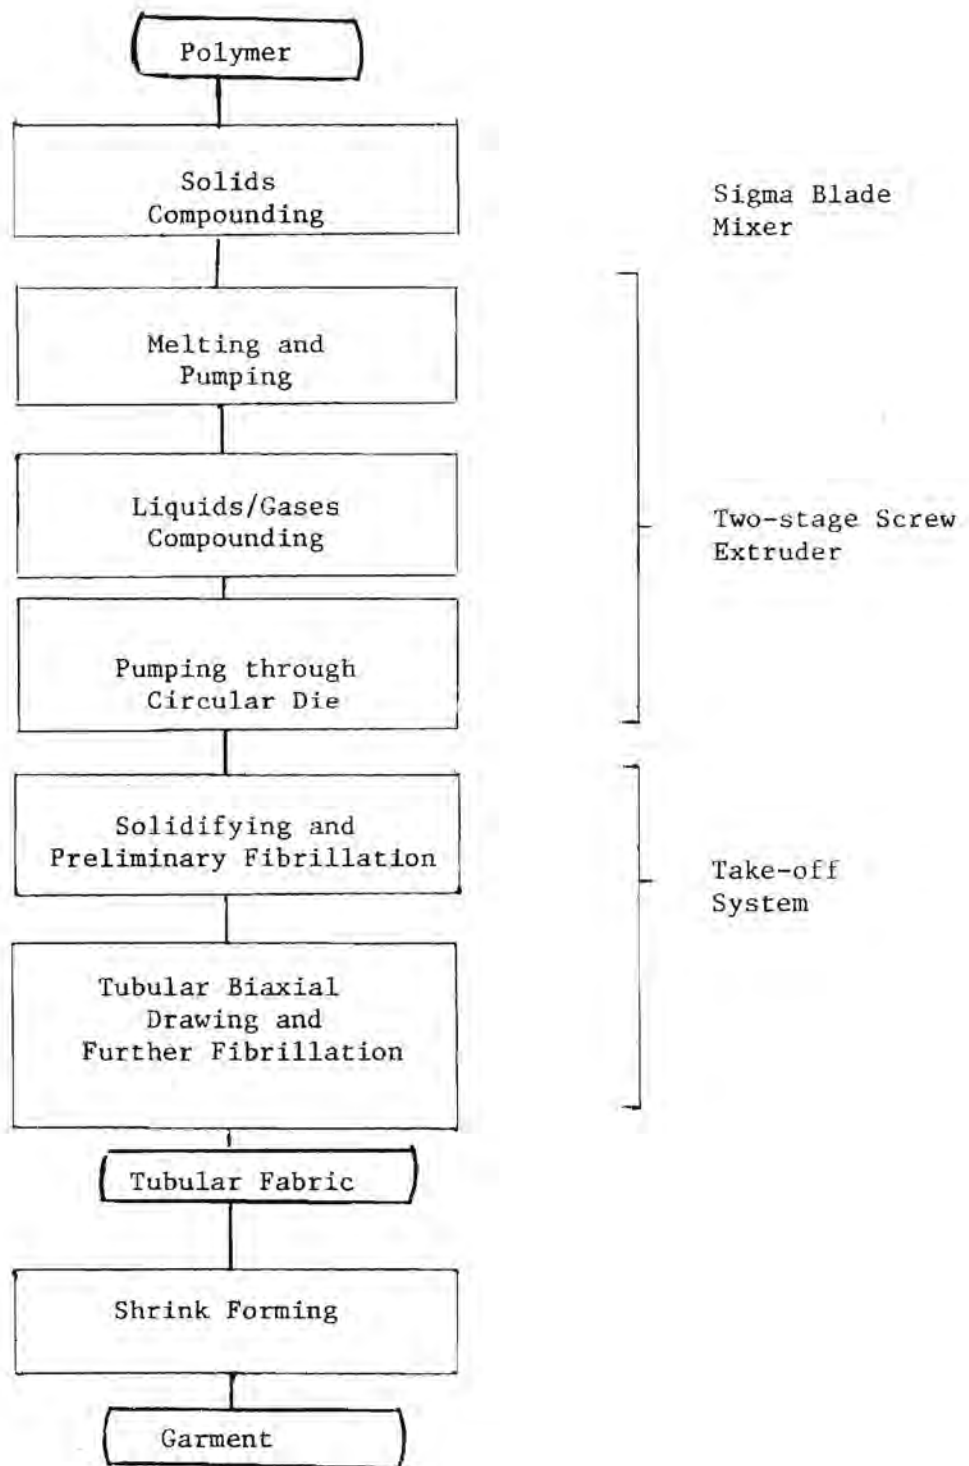 Polymer
Solids
Compounding
Sigma Blade
Mixer
Melting and
Pumping
Liquids/Gases
Compounding
Two-stage Screw
Extruder
Pumping through
Circular Die
Solidifying and
Preliminary Fibrillation
Take-off
System
Tubular Biaxial
Drawing and
Further Fibrillation
Tubular Fabric
Shrink Forming
Garment